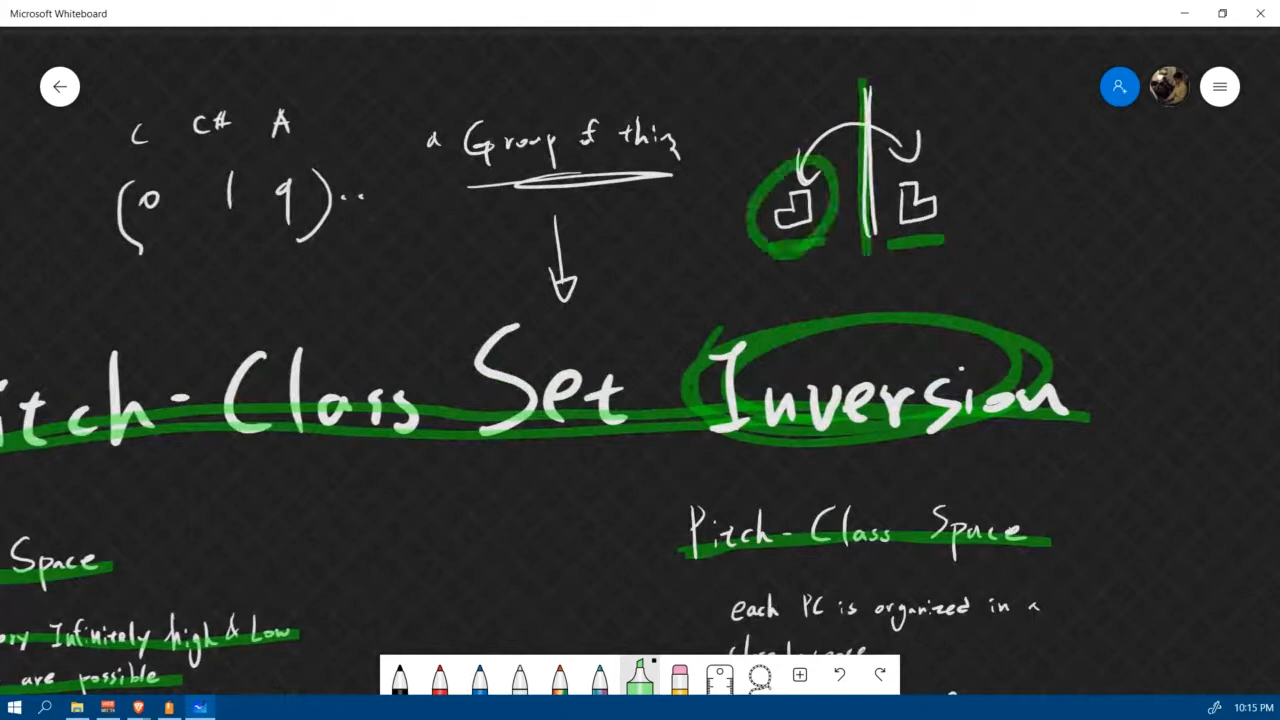 Microsoft Whiteboard
C C# A
(0 1 9)..
a Group of thing
itch-Class Set Inversion
Pitch-Class Space
Space
each PC is organized in a
ory Infinitely high & Low
are possible
10:15 PM